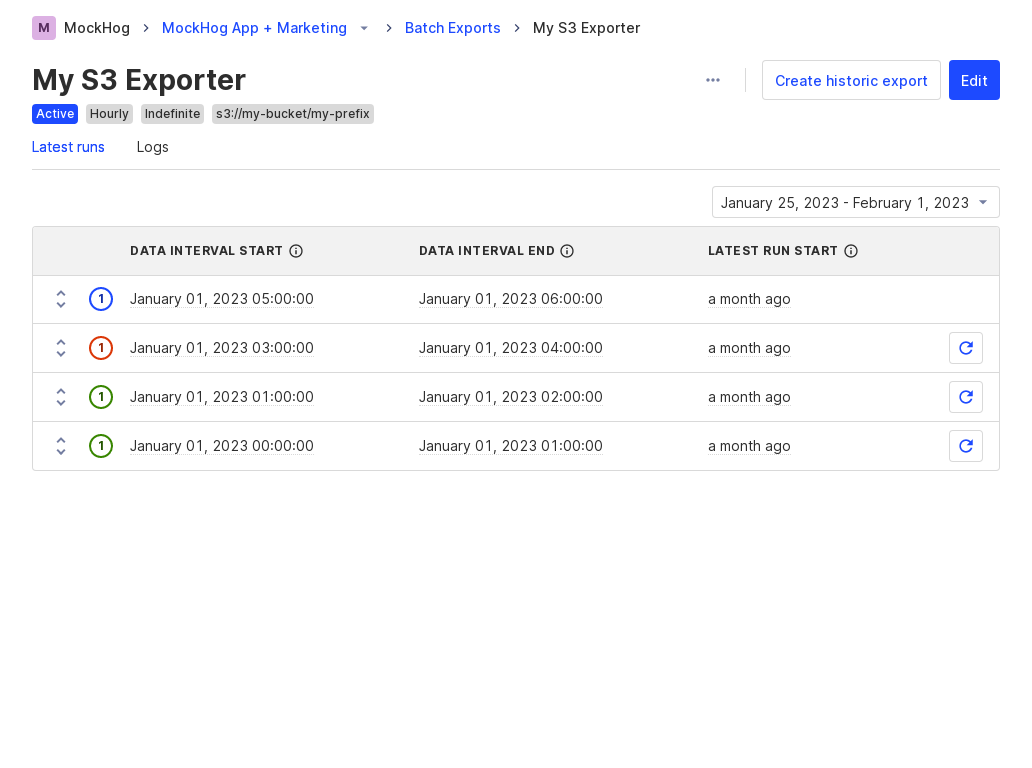 M MockHog > MockHog App + Marketing > Batch Exports > My S3 Exporter
My S3 Exporter
Create historic export Edit
Active Hourly Indefinite s3://my-bucket/my-prefix
Latest runs Logs
January 25, 2023 - February 1, 2023
DATA INTERVAL START DATA INTERVAL END LATEST RUN START
1 January 01, 2023 05:00:00 January 01, 2023 06:00:00 a month ago
1 January 01, 2023 03:00:00 January 01, 2023 04:00:00 a month ago
1 January 01, 2023 01:00:00 January 01, 2023 02:00:00 a month ago
1 January 01, 2023 00:00:00 January 01, 2023 01:00:00 a month ago